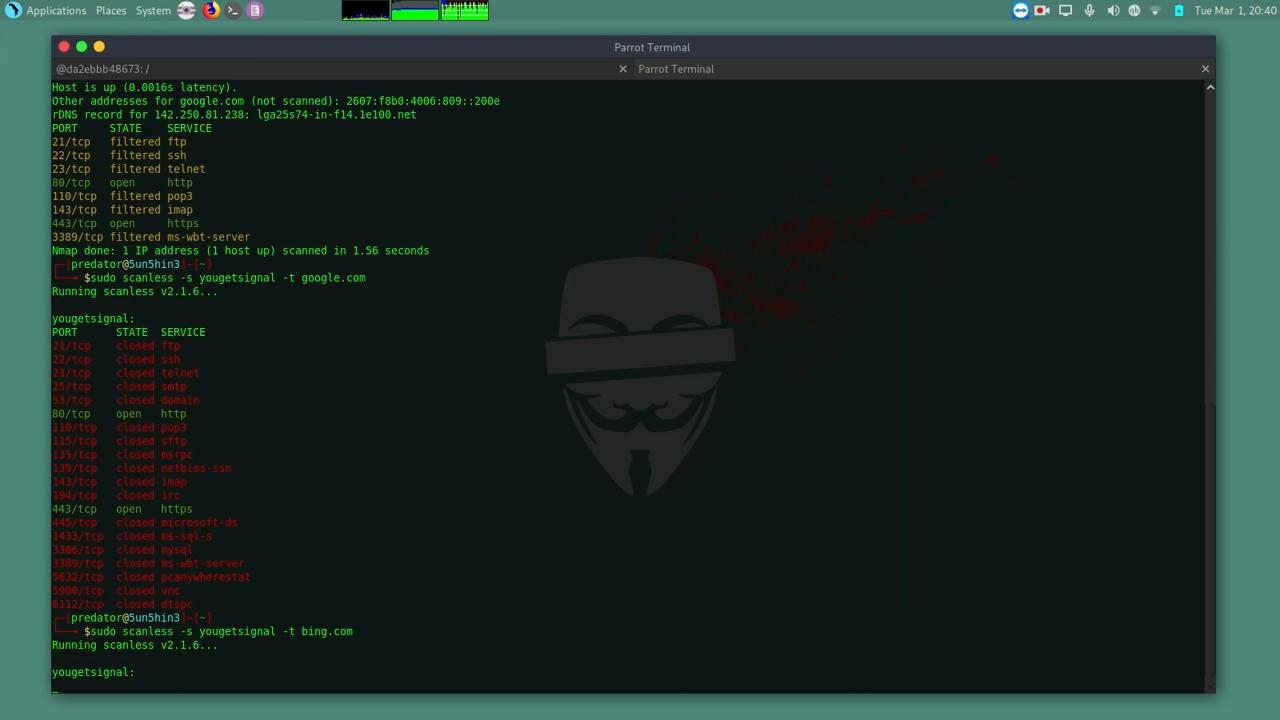 Applications Places System Tue Mar 1, 20:40
Parrot Terminal
@da2ebbb48673: / Parrot Terminal
Host is up (0.0016s latency).
Other addresses for google.com (not scanned): 2607:f8b0:4006:809::200e
rDNS record for 142.250.81.238: lga25s74-in-f14.1e100.net
PORT STATE SERVICE
21/tcp filtered ftp
22/tcp filtered ssh
23/tcp filtered telnet
80/tcp open http
110/tcp filtered pop3
143/tcp filtered imap
443/tcp open https
3389/tcp filtered ms-wbt-server
Nmap done: 1 IP address (1 host up) scanned in 1.56 seconds
┌─[predator@5un5hin3]─[~]
└──╼ $sudo scanless -s yougetsignal -t google.com
Running scanless v2.1.6...
yougetsignal:
PORT STATE SERVICE
21/tcp closed ftp
22/tcp closed ssh
23/tcp closed telnet
25/tcp closed smtp
53/tcp closed domain
80/tcp open http
110/tcp closed pop3
115/tcp closed sftp
135/tcp closed msrpc
139/tcp closed netbios-ssn
143/tcp closed imap
194/tcp closed irc
443/tcp open https
445/tcp closed microsoft-ds
1433/tcp closed ms-sql-s
3306/tcp closed mysql
3389/tcp closed ms-wbt-server
5632/tcp closed pcanywherestat
5900/tcp closed vnc
6112/tcp closed dtspc
┌─[predator@5un5hin3]─[~]
└──╼ $sudo scanless -s yougetsignal -t bing.com
Running scanless v2.1.6...
yougetsignal: